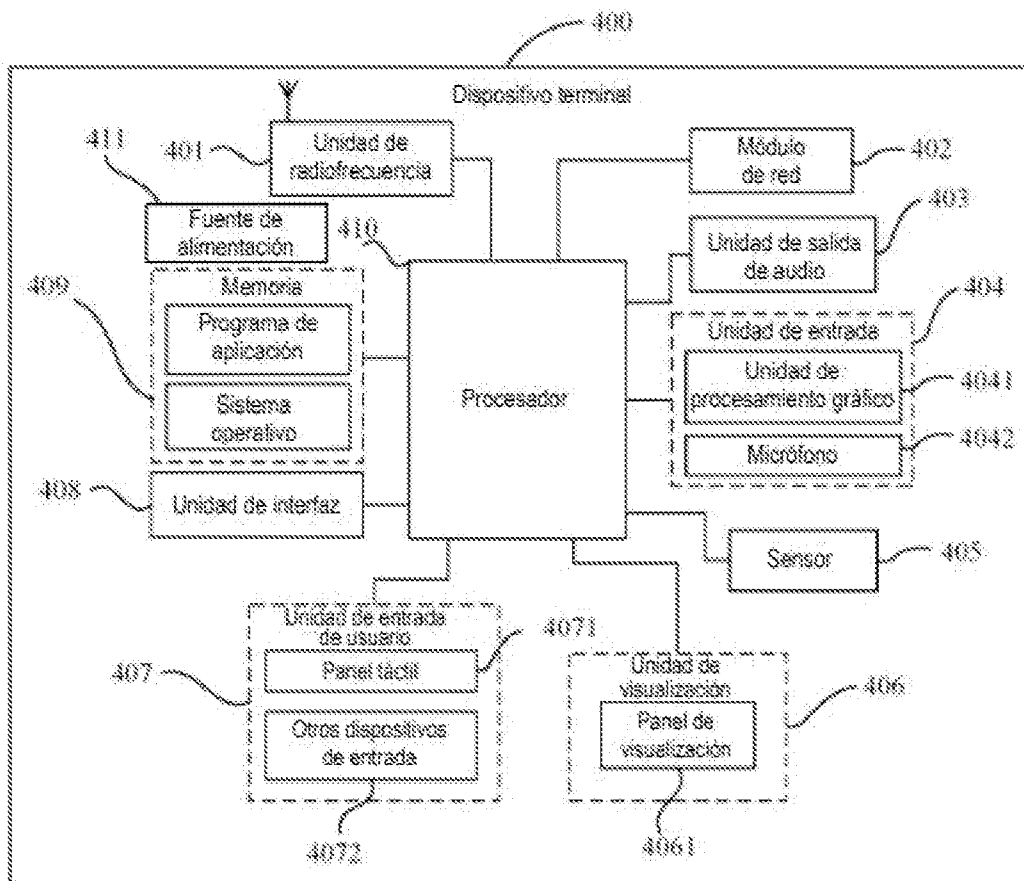 400
Dispositivo terminal
411
401
Unidad de
radiofrecuencia
Módulo
de red
402
Fuente de
alimentación
410
403
Unidad de salida
de audio
409
Memoria
Programa de
aplicación
Sistema
operativo
Procesador
404
Unidad de entrada
Unidad de
procesamiento gráfico
4041
4042
Micrófono
408
Unidad de interfaz
Sensor
405
Unidad de entrada
de usuario
4071
407
Panel táctil
Otros dispositivos
de entrada
4072
Unidad de
visualización
406
Panel de
visualización
4061